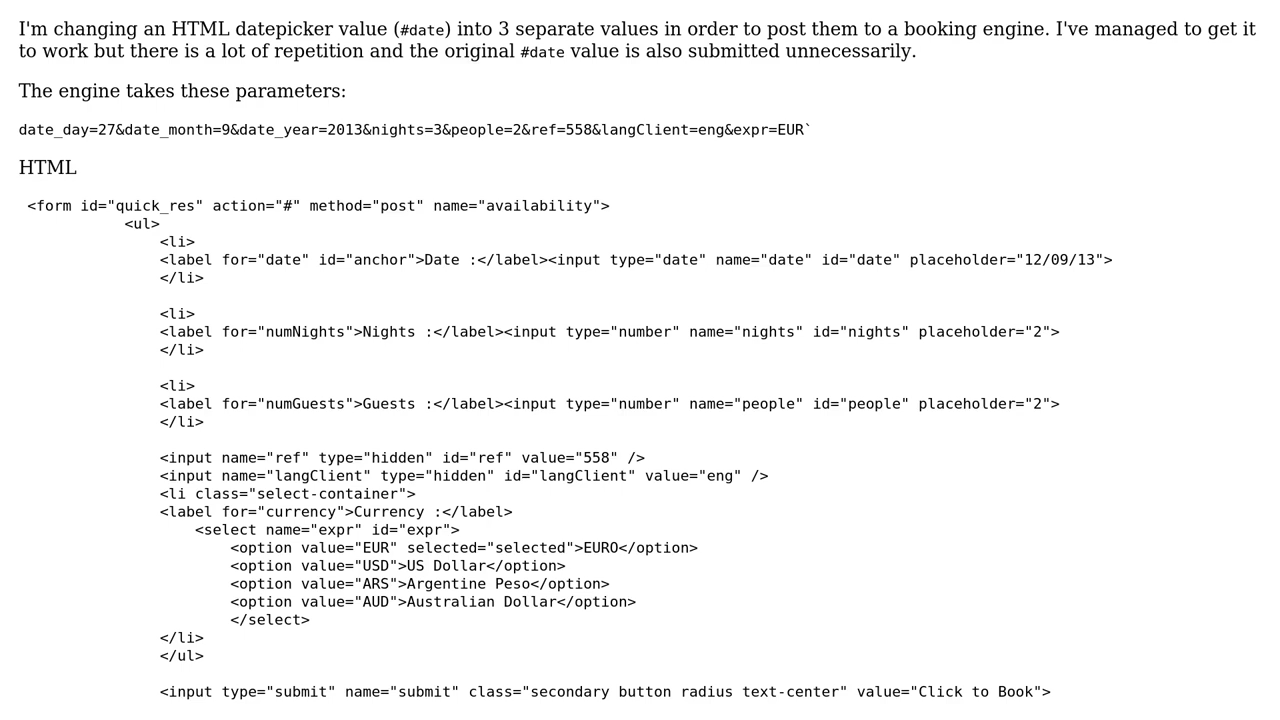 I'm changing an HTML datepicker value (#date) into 3 separate values in order to post them to a booking engine. I've managed to get it
to work but there is a lot of repetition and the original #date value is also submitted unnecessarily.
The engine takes these parameters:
date_day=27&date_month=9&date_year=2013&nights=3&people=2&ref=558&langClient=eng&expr=EUR`
HTML
<form id="quick_res" action="#" method="post" name="availability">
<ul>
<li>
<label for="date" id="anchor">Date :</label><input type="date" name="date" id="date" placeholder="12/09/13">
</li>
<li>
<label for="numNights">Nights :</label><input type="number" name="nights" id="nights" placeholder="2">
</li>
<li>
<label for="numGuests">Guests :</label><input type="number" name="people" id="people" placeholder="2">
</li>
<input name="ref" type="hidden" id="ref" value="558" />
<input name="langClient" type="hidden" id="langClient" value="eng" />
<li class="select-container">
<label for="currency">Currency :</label>
<select name="expr" id="expr">
<option value="EUR" selected="selected">EURO</option>
<option value="USD">US Dollar</option>
<option value="ARS">Argentine Peso</option>
<option value="AUD">Australian Dollar</option>
</select>
</li>
</ul>
<input type="submit" name="submit" class="secondary button radius text-center" value="Click to Book">